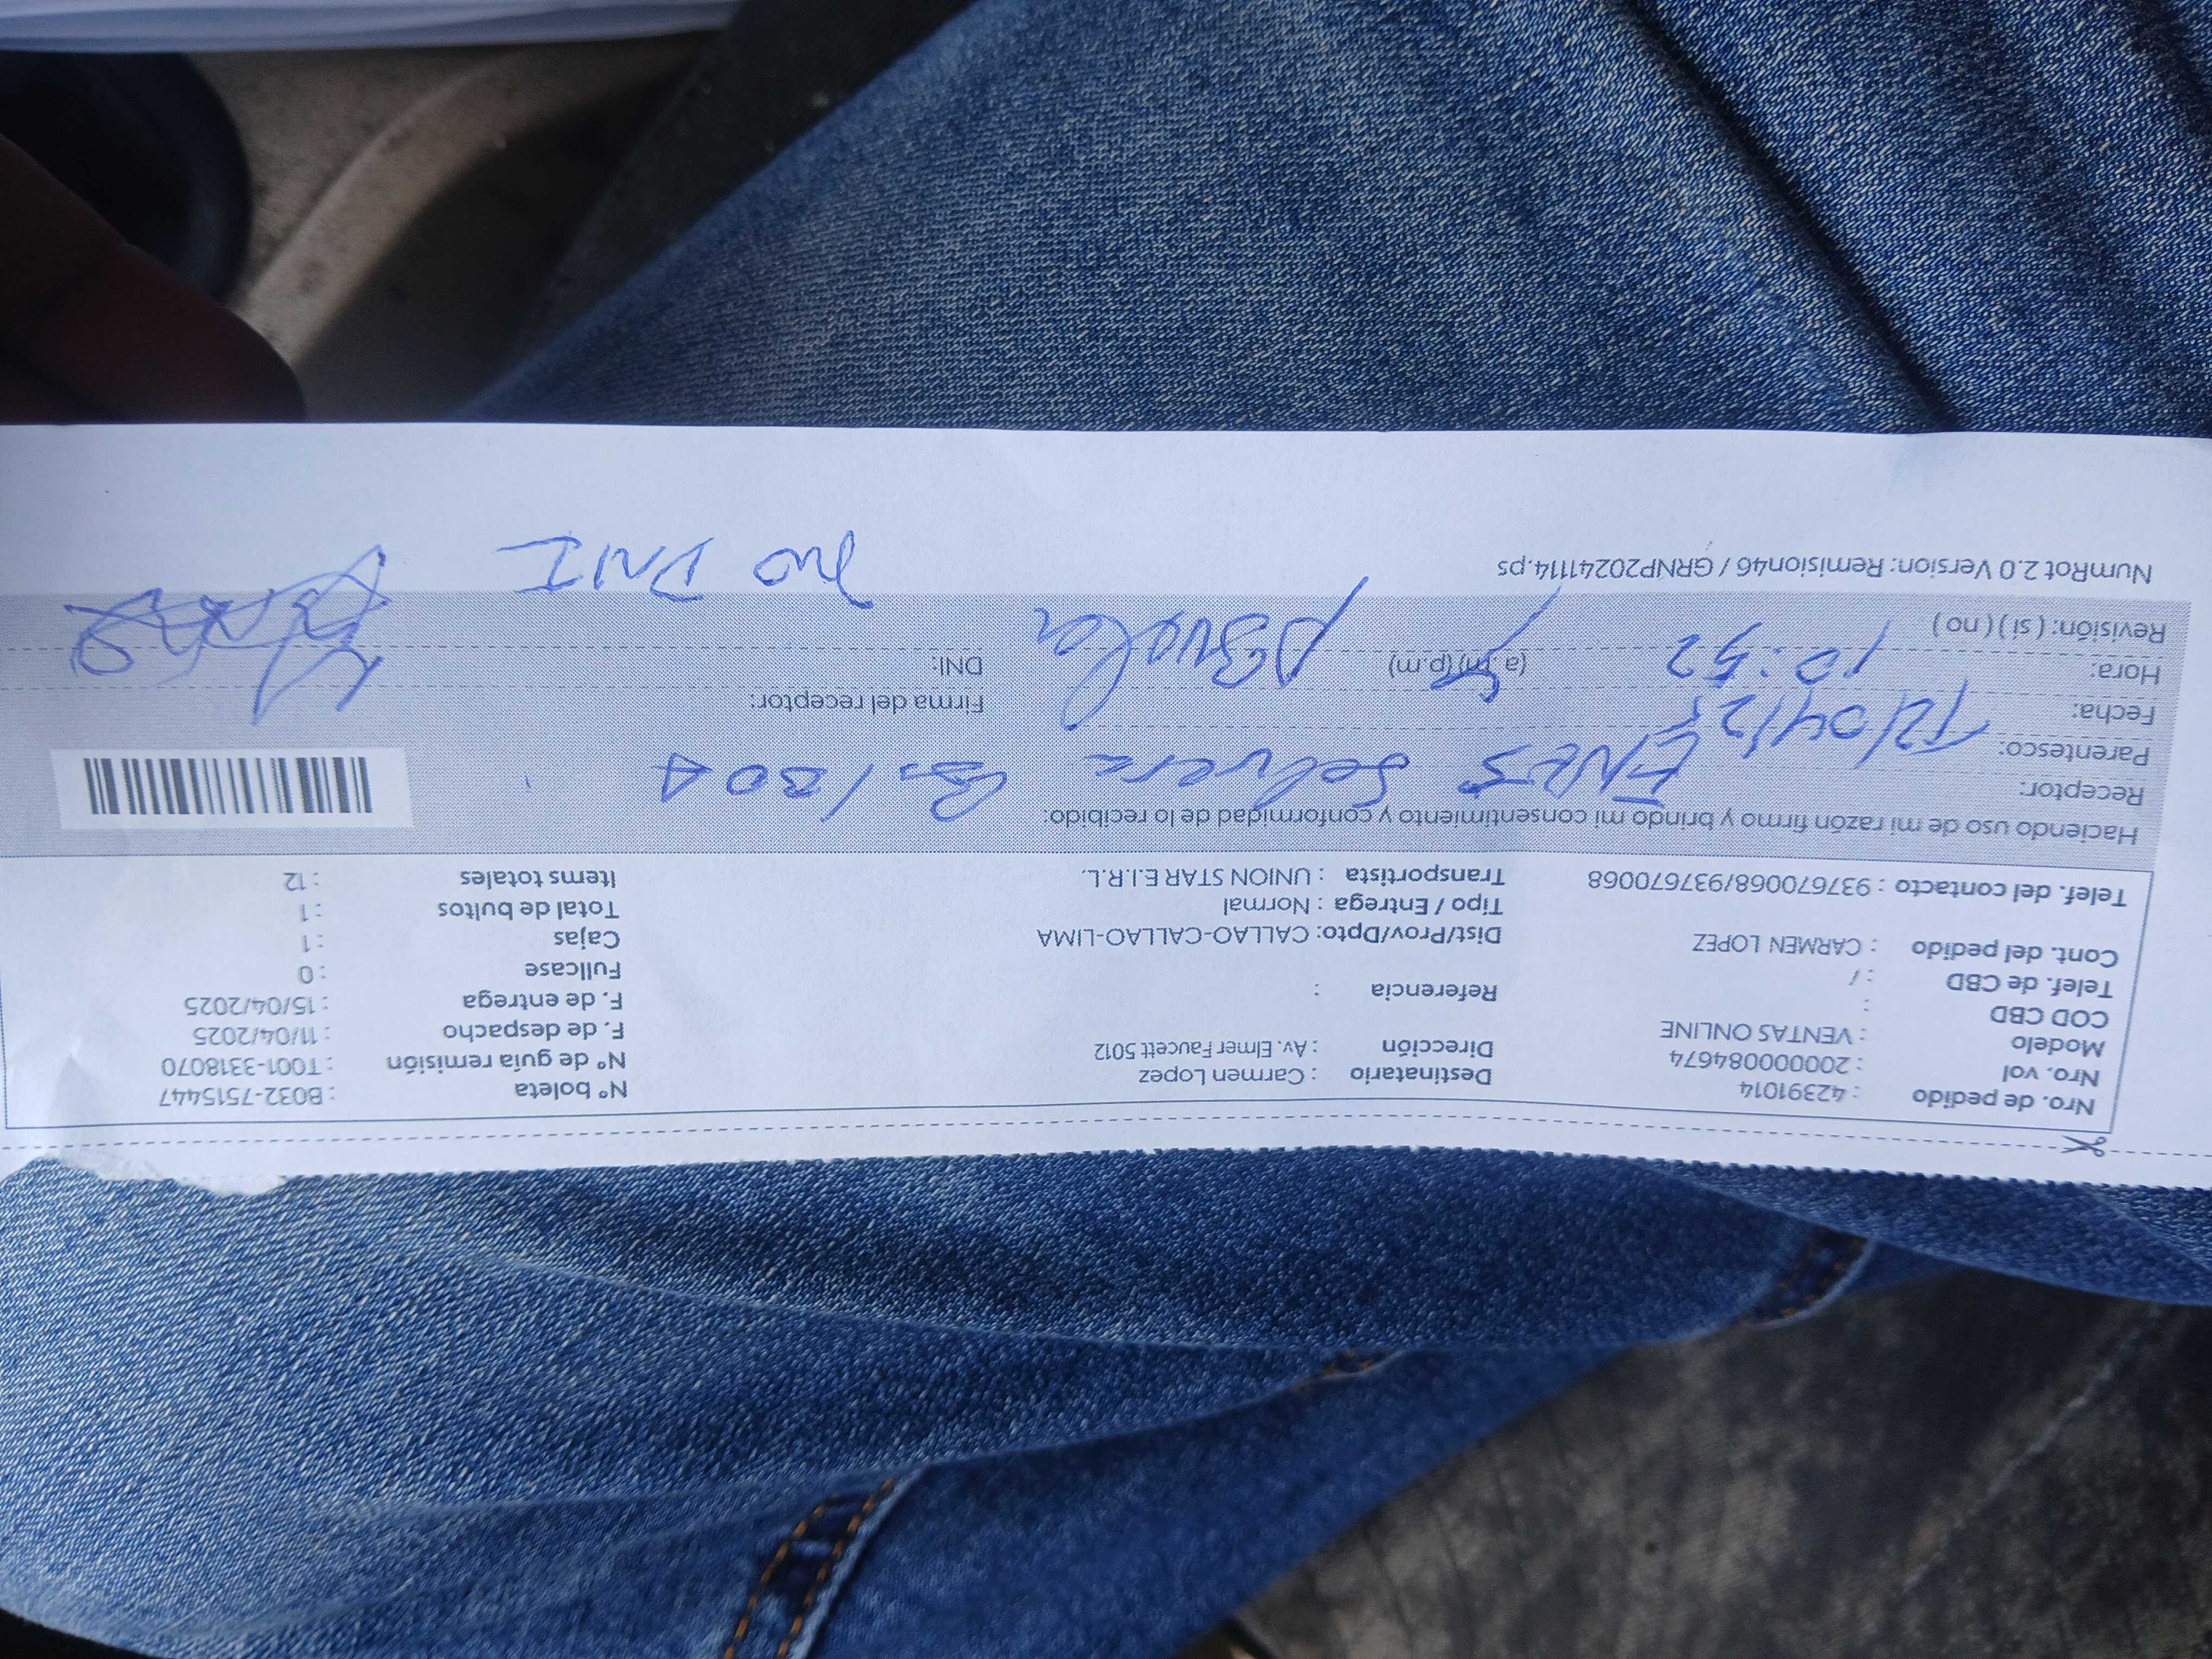 Nro. de pedido : 42391014
Nro. vol : 20000084674
Modelo : VENTAS ONLINE
COD CBD :
Telef. de CBD : /
Cont. del pedido : CARMEN LOPEZ
Telef. del contacto : 937670068/937670068
Destinatario : Carmen Lopez
Dirección : Av. Elmer Faucett 5012
Referencia :
Dist/Prov/Dpto: CALLAO-CALLAO-LIMA
Tipo / Entrega : Normal
Transportista : UNION STAR E.I.R.L.
N° boleta : B032-7515447
N° de guia remisión : T001-3318070
F. de despacho : 11/04/2025
F. de entrega : 15/04/2025
Fullcase : 0
Cajas : 1
Total de bultos : 1
Items totales : 12
Haciendo uso de mi razón firmo y brindo mi consentimiento y conformidad de lo recibido:
Receptor:
Parentesco:
Fecha: 12/04/25
Hora: 10:52 (a.m) (p.m)
Revisión: ( si ) ( no )
Firma del receptor:
DNI:
DNI
NumRot 2.0 Version: Remision46 / GRNP20241114.ps